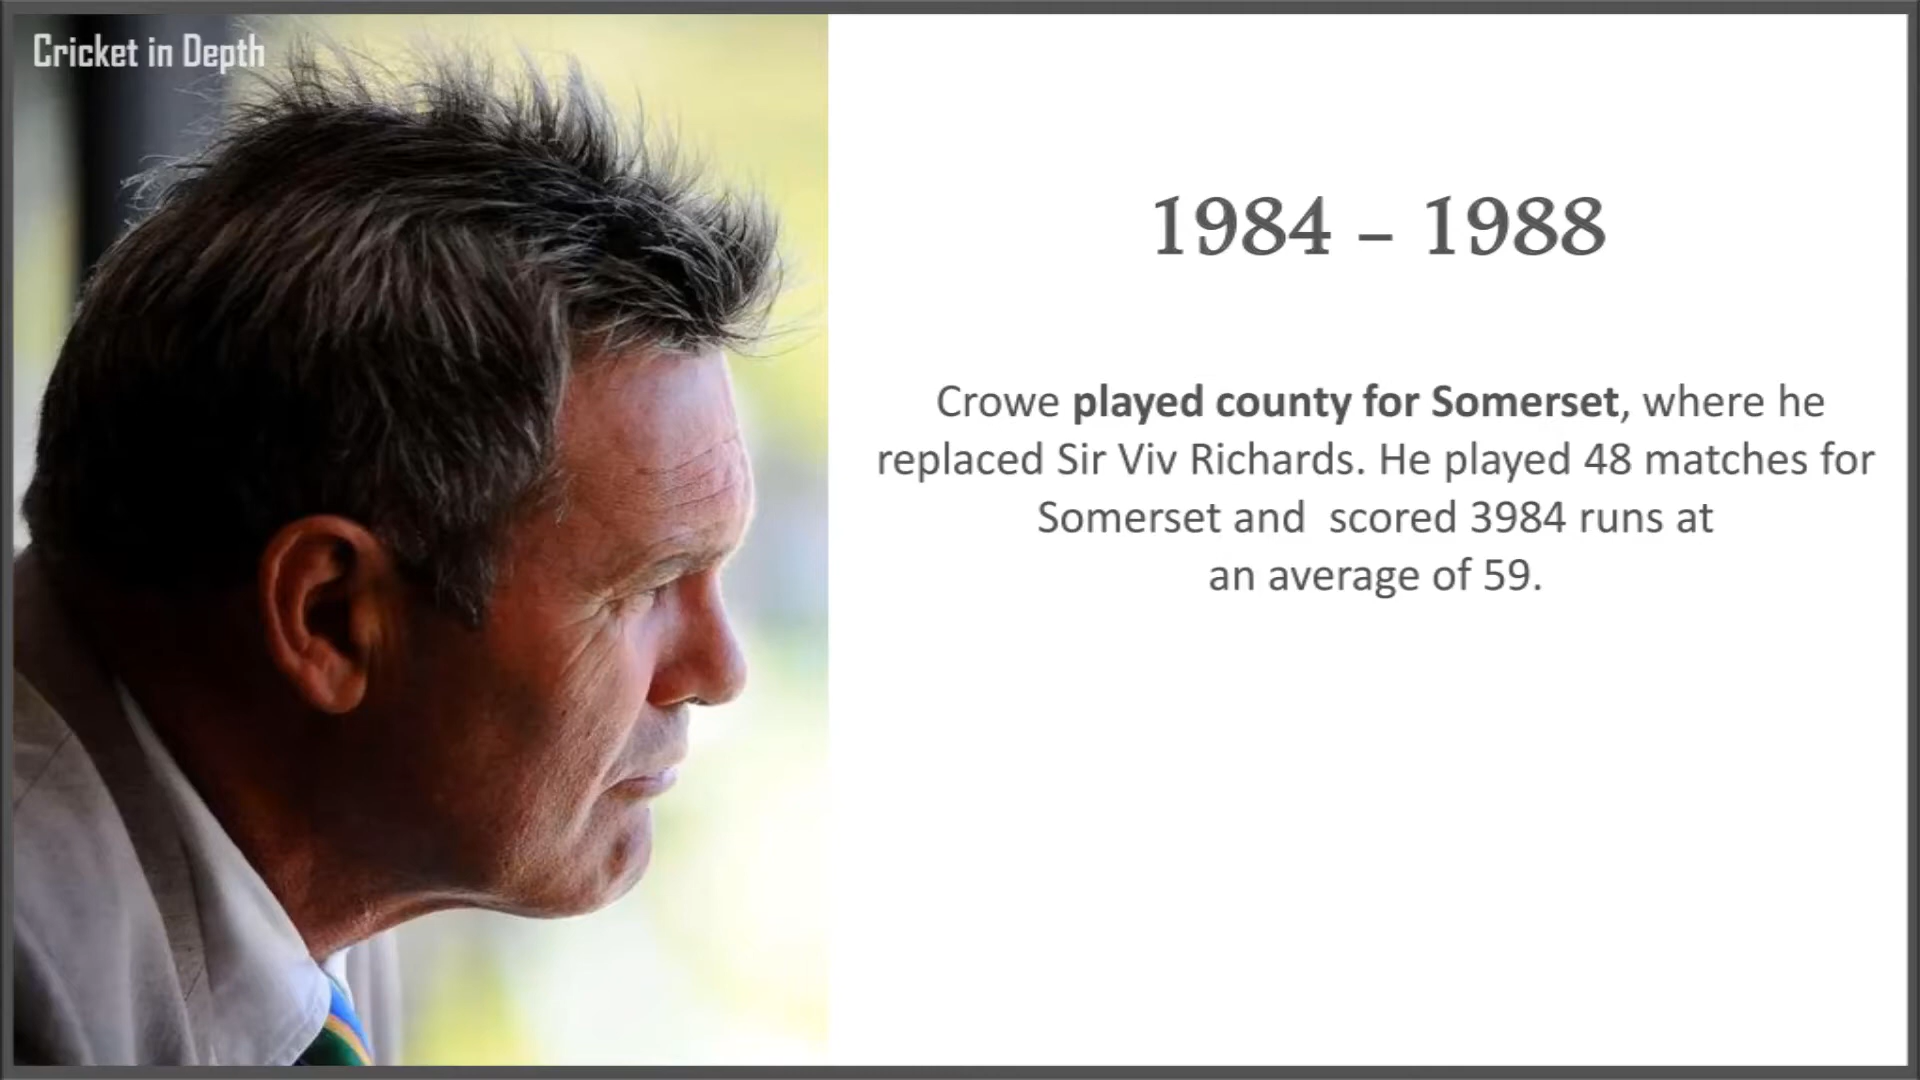 Cricket in Depth
1984 – 1988
Crowe played county for Somerset, where he
replaced Sir Viv Richards. He played 48 matches for
Somerset and  scored 3984 runs at
an average of 59.